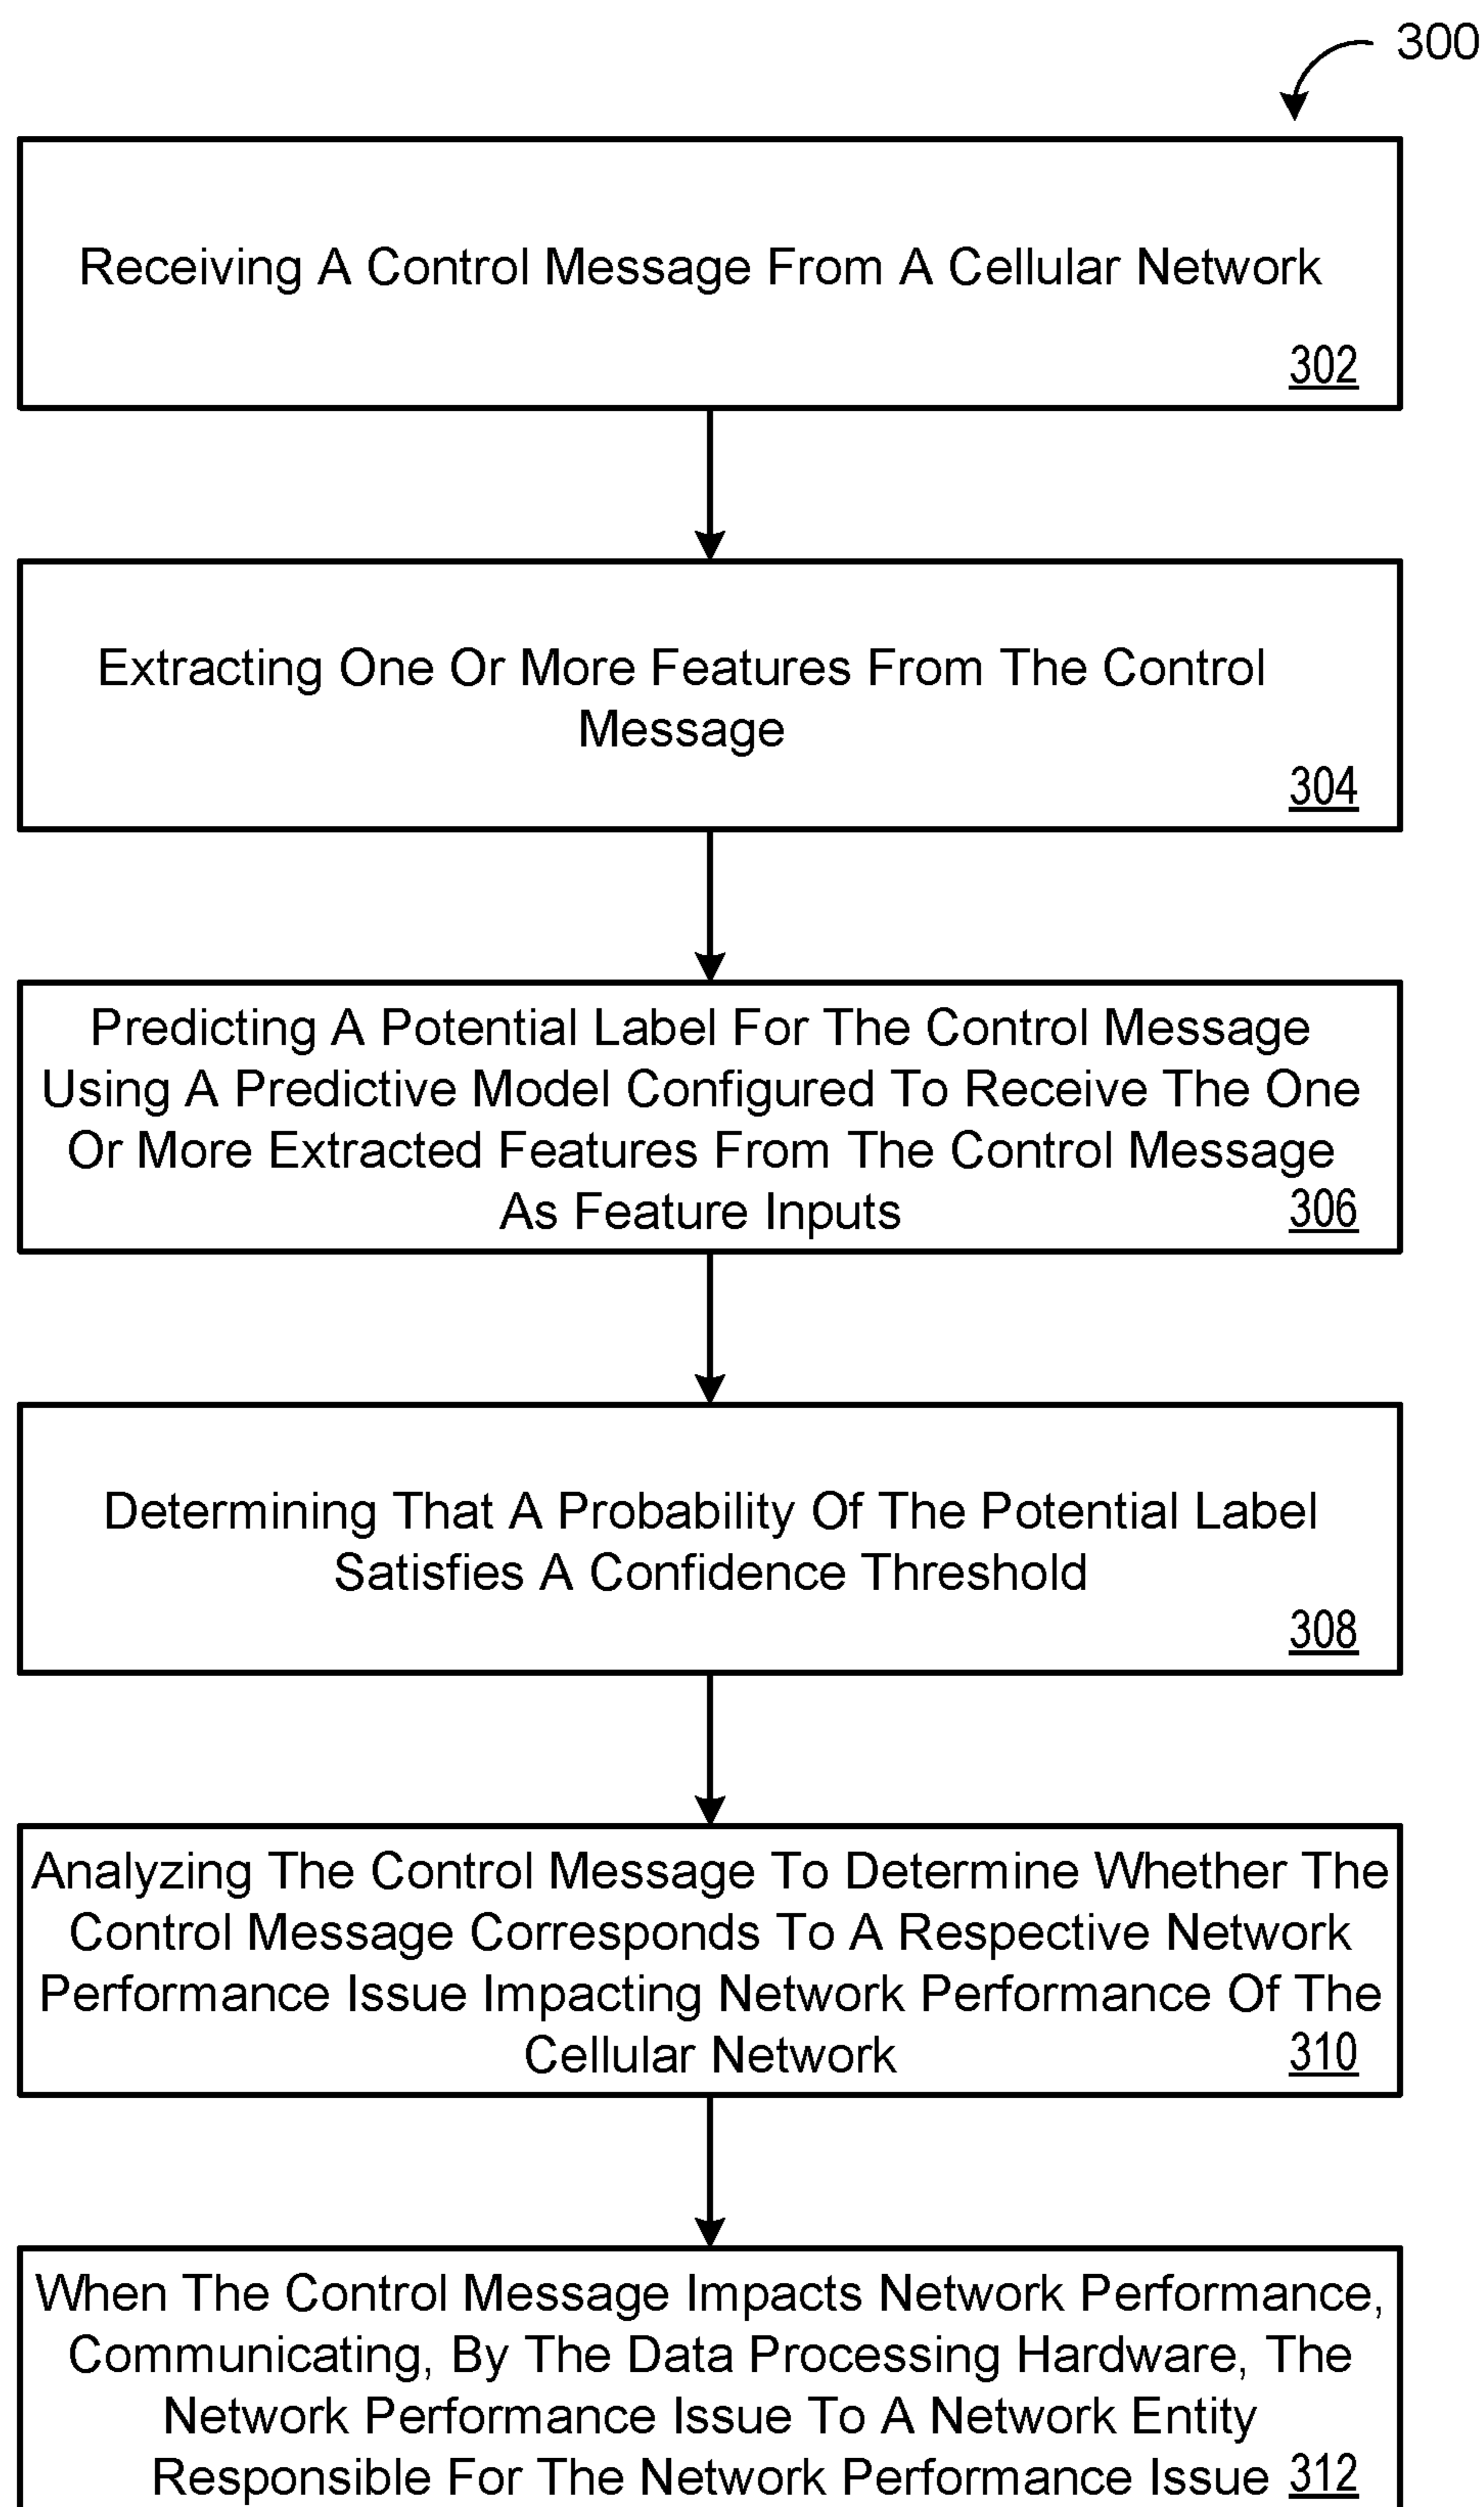 300
Receiving A Control Message From A Cellular Network
302
Extracting One Or More Features From The Control
Message
304
Predicting A Potential Label For The Control Message
Using A Predictive Model Configured To Receive The One
Or More Extracted Features From The Control Message
As Feature Inputs
306
Determining That A Probability Of The Potential Label
Satisfies A Confidence Threshold
308
Analyzing The Control Message To Determine Whether The
Control Message Corresponds To A Respective Network
Performance Issue Impacting Network Performance Of The
Cellular Network
310
When The Control Message Impacts Network Performance,
Communicating, By The Data Processing Hardware, The
Network Performance Issue To A Network Entity
Responsible For The Network Performance Issue 312